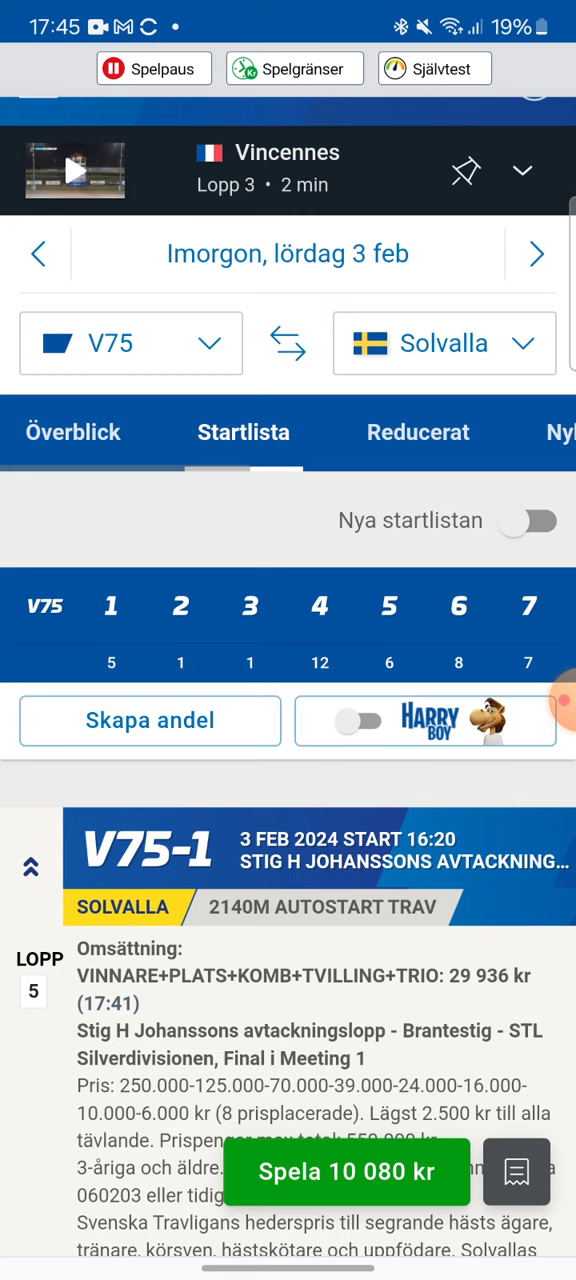 17:45 19%
Spelpaus Spelgränser Självtest
Vincennes
Lopp 3 • 2 min
Imorgon, lördag 3 feb
V75 Solvalla
Överblick Startlista Reducerat
Nya startlistan
V75 1 2 3 4 5 6 7
5 1 1 12 6 8 7
Skapa andel HARRY BOY
V75-1 3 FEB 2024 START 16:20
STIG H JOHANSSONS AVTACKNING...
SOLVALLA 2140M AUTOSTART TRAV
LOPP
5
Omsättning:
VINNARE+PLATS+KOMB+TVILLING+TRIO: 29 936 kr
(17:41)
Stig H Johanssons avtackningslopp - Brantestig - STL
Silverdivisionen, Final i Meeting 1
Pris: 250.000-125.000-70.000-39.000-24.000-16.000-
10.000-6.000 kr (8 prisplacerade). Lägst 2.500 kr till alla
tävlande.
3-åriga och äldre.
060203 eller
Spela 10 080 kr
Svenska Travligans hederspris till segrande hästs ägare,
tränare, körsven, hästskötare och uppfödare. Solvallas